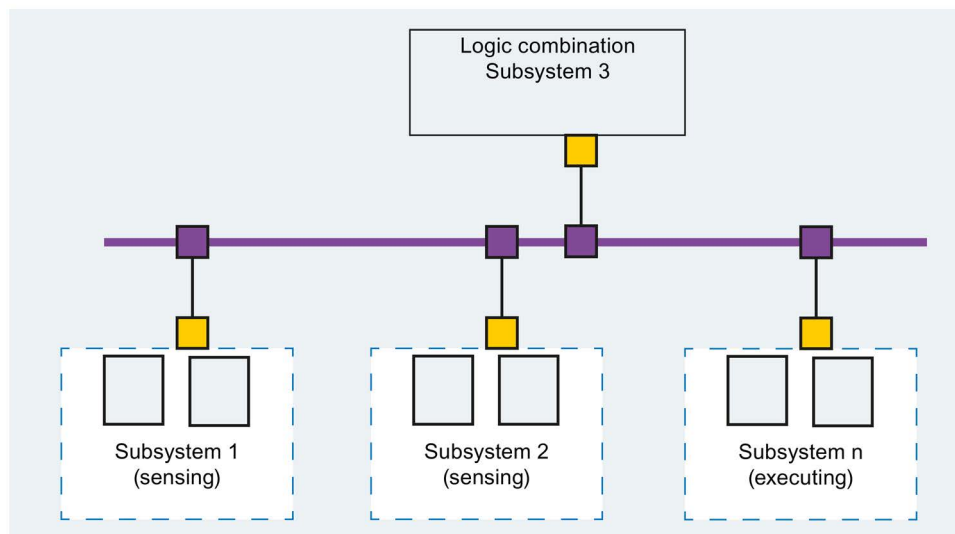 Logic combination
Subsystem 3
Subsystem 1
(sensing)
Subsystem 2
(sensing)
Subsystem n
(executing)